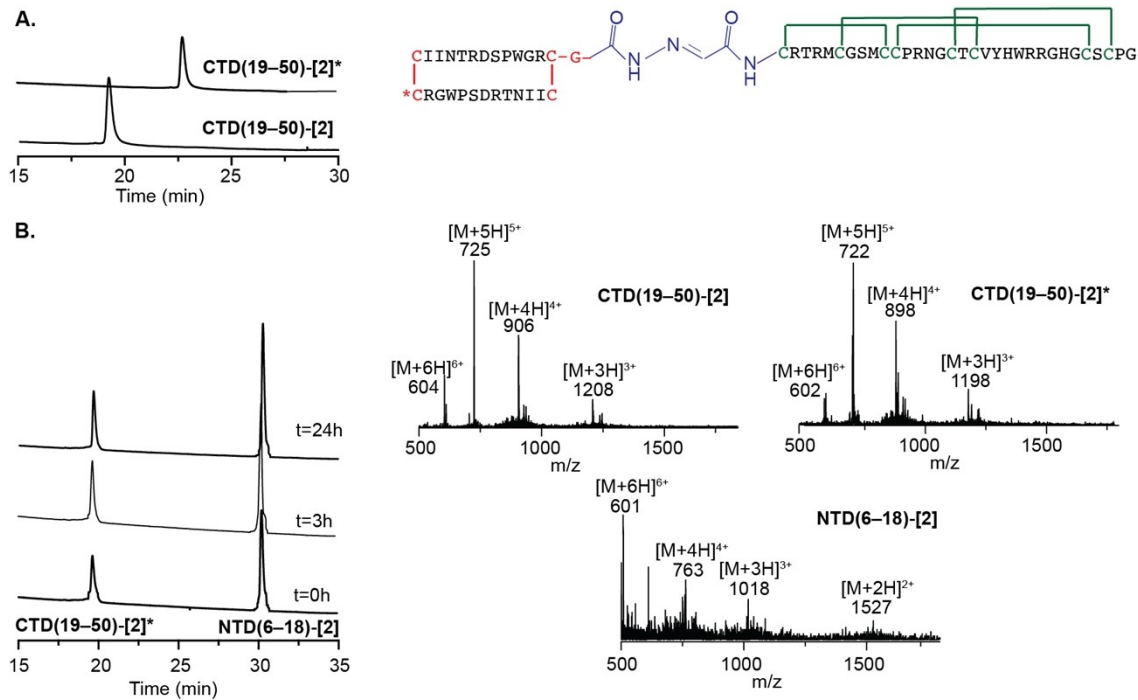 A.
CTD(19–50)-[2]*
CTD(19–50)-[2]
15 20 25 30
Time (min)
O
O
CIINTRDSPWGRC-G
N
H
N
N
H
CRTRMCGSMCCPRNGCTCVYHWRRGHGCSCPG
*CRGWPSDRTNIIC
B.
t=24h
t=3h
t=0h
CTD(19–50)-[2]*
NTD(6–18)-[2]
15 20 25 30 35
Time (min)
[M+5H]5+
725
CTD(19–50)-[2]
[M+4H]4+
906
[M+6H]6+
604
[M+3H]3+
1208
500 1000 1500
m/z
[M+5H]5+
722
CTD(19–50)-[2]*
[M+4H]4+
898
[M+6H]6+
602
[M+3H]3+
1198
500 1000 1500
m/z
[M+6H]6+
601
NTD(6–18)-[2]
[M+4H]4+
763
[M+3H]3+
1018
[M+2H]2+
1527
500 1000 1500
m/z